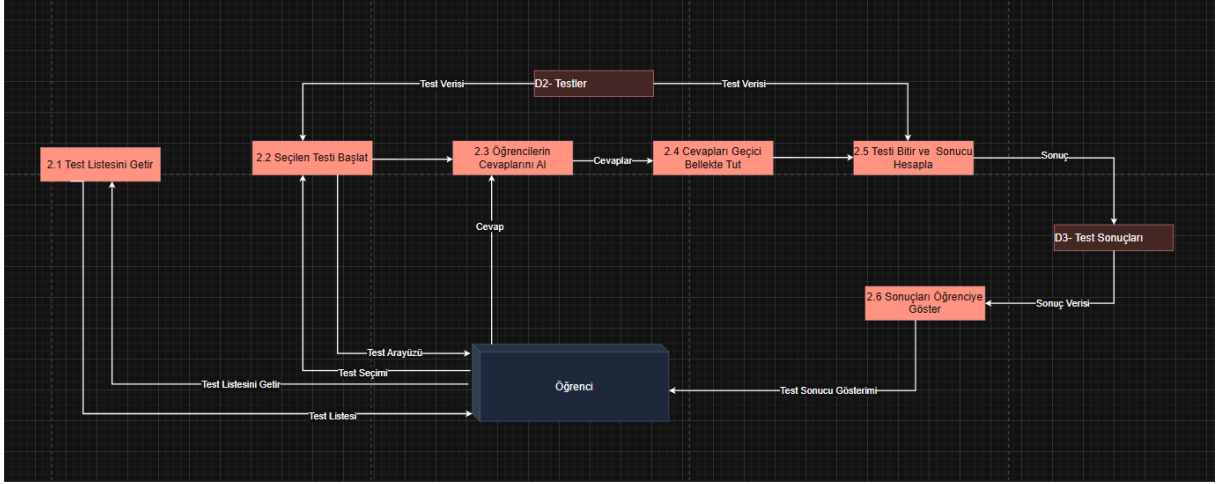 Test Verisi
D2- Testler
Test Verisi
2.1 Test Listesini Getir
2.2 Seçilen Testi Başlat
2.3 Öğrencilerin
Cevaplarını Al
Cevaplar
2.4 Cevapları Geçici
Bellekte Tut
2.5 Testi Bitir ve Sonucu
Hesapla
Sonuç
Cevap
D3- Test Sonuçları
2.6 Sonuçları Öğrenciye
Göster
Sonuç Verisi
Test Arayüzü
Test Seçimi
Test Listesini Getir
Öğrenci
Test Sonucu Gösterimi
Test Listesi